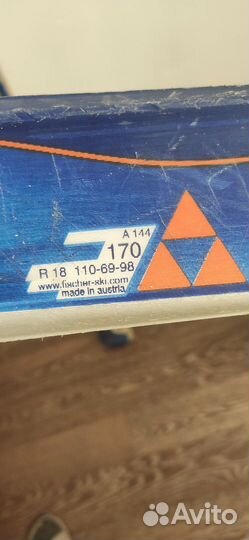 A 144
170
R 18 110-69-98
www.fischer-ski.com
made in austria
Avito